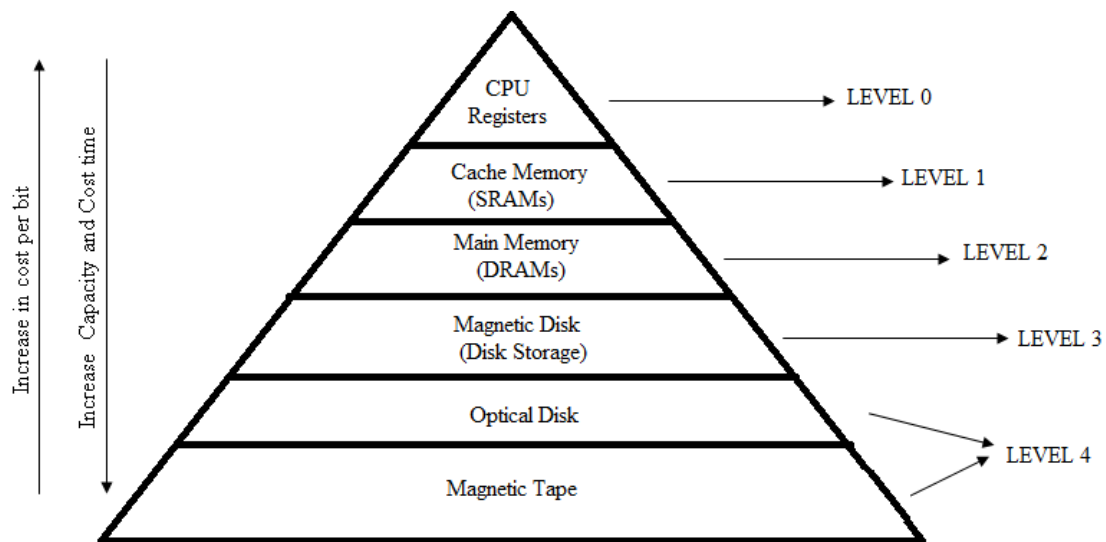 Increase in cost per bit
Increase Capacity and Cost time
CPU
Registers
LEVEL 0
Cache Memory
(SRAMs)
LEVEL 1
Main Memory
(DRAMs)
LEVEL 2
Magnetic Disk
(Disk Storage)
LEVEL 3
Optical Disk
LEVEL 4
Magnetic Tape